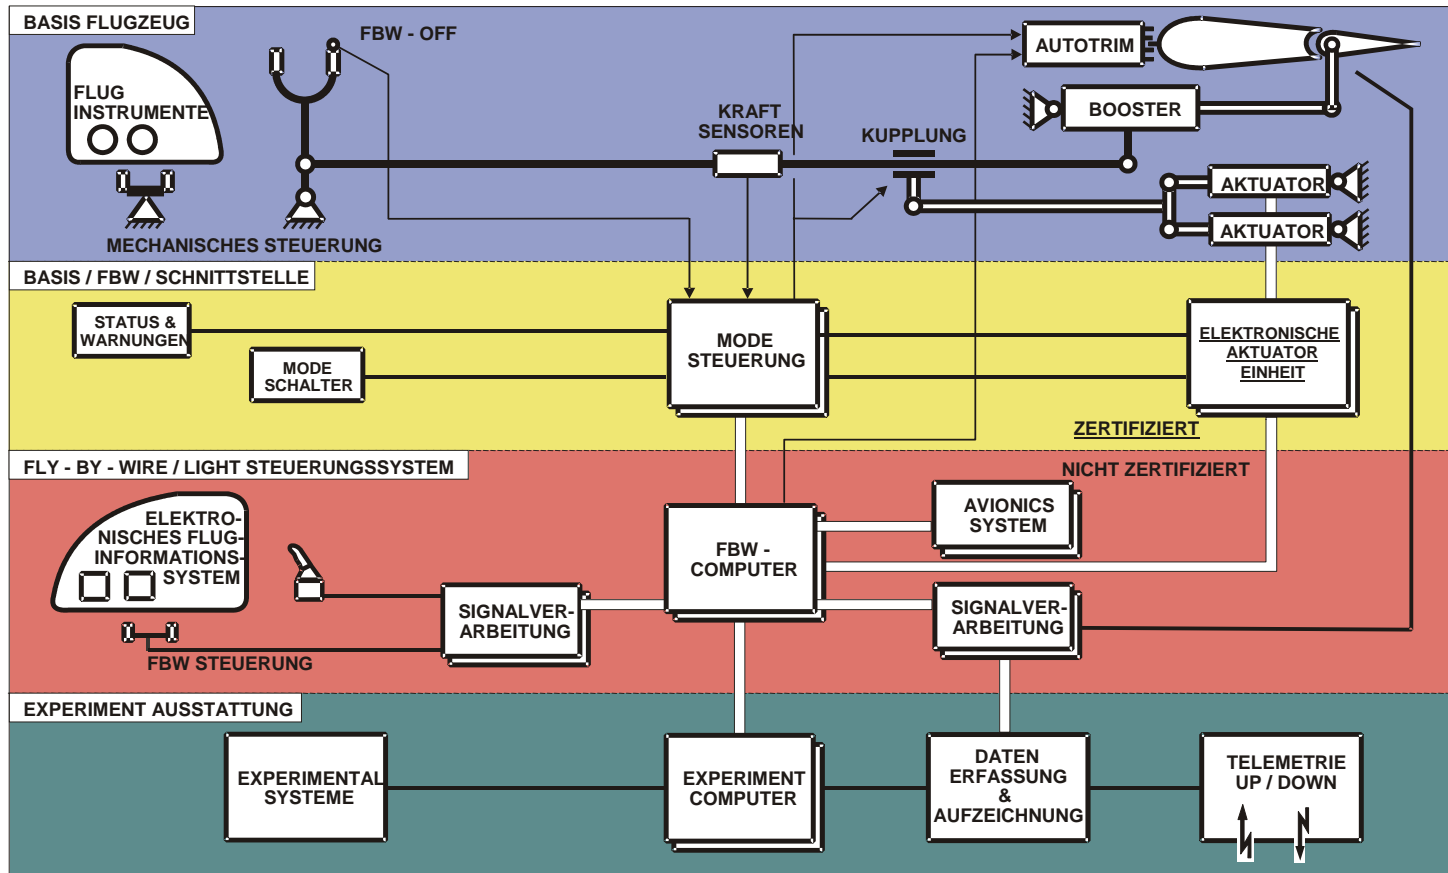 BASIS FLUGZEUG
FBW - OFF
AUTOTRIM
FLUG
INSTRUMENTE
KRAFT
SENSOREN
KUPPLUNG
BOOSTER
AKTUATOR
AKTUATOR
MECHANISCHES STEUERUNG
BASIS / FBW / SCHNITTSTELLE
STATUS &
WARNUNGEN
MODE
SCHALTER
MODE
STEUERUNG
ELEKTRONISCHE
AKTUATOR
EINHEIT
ZERTIFIZIERT
FLY - BY - WIRE / LIGHT STEUERUNGSSYSTEM
NICHT ZERTIFIZIERT
ELEKTRO-
NISCHES FLUG-
INFORMATIONS-
SYSTEM
AVIONICS
SYSTEM
FBW -
COMPUTER
SIGNALVER-
ARBEITUNG
SIGNALVER-
ARBEITUNG
FBW STEUERUNG
EXPERIMENT AUSSTATTUNG
EXPERIMENTAL
SYSTEME
EXPERIMENT
COMPUTER
DATEN
ERFASSUNG
&
AUFZEICHNUNG
TELEMETRIE
UP / DOWN